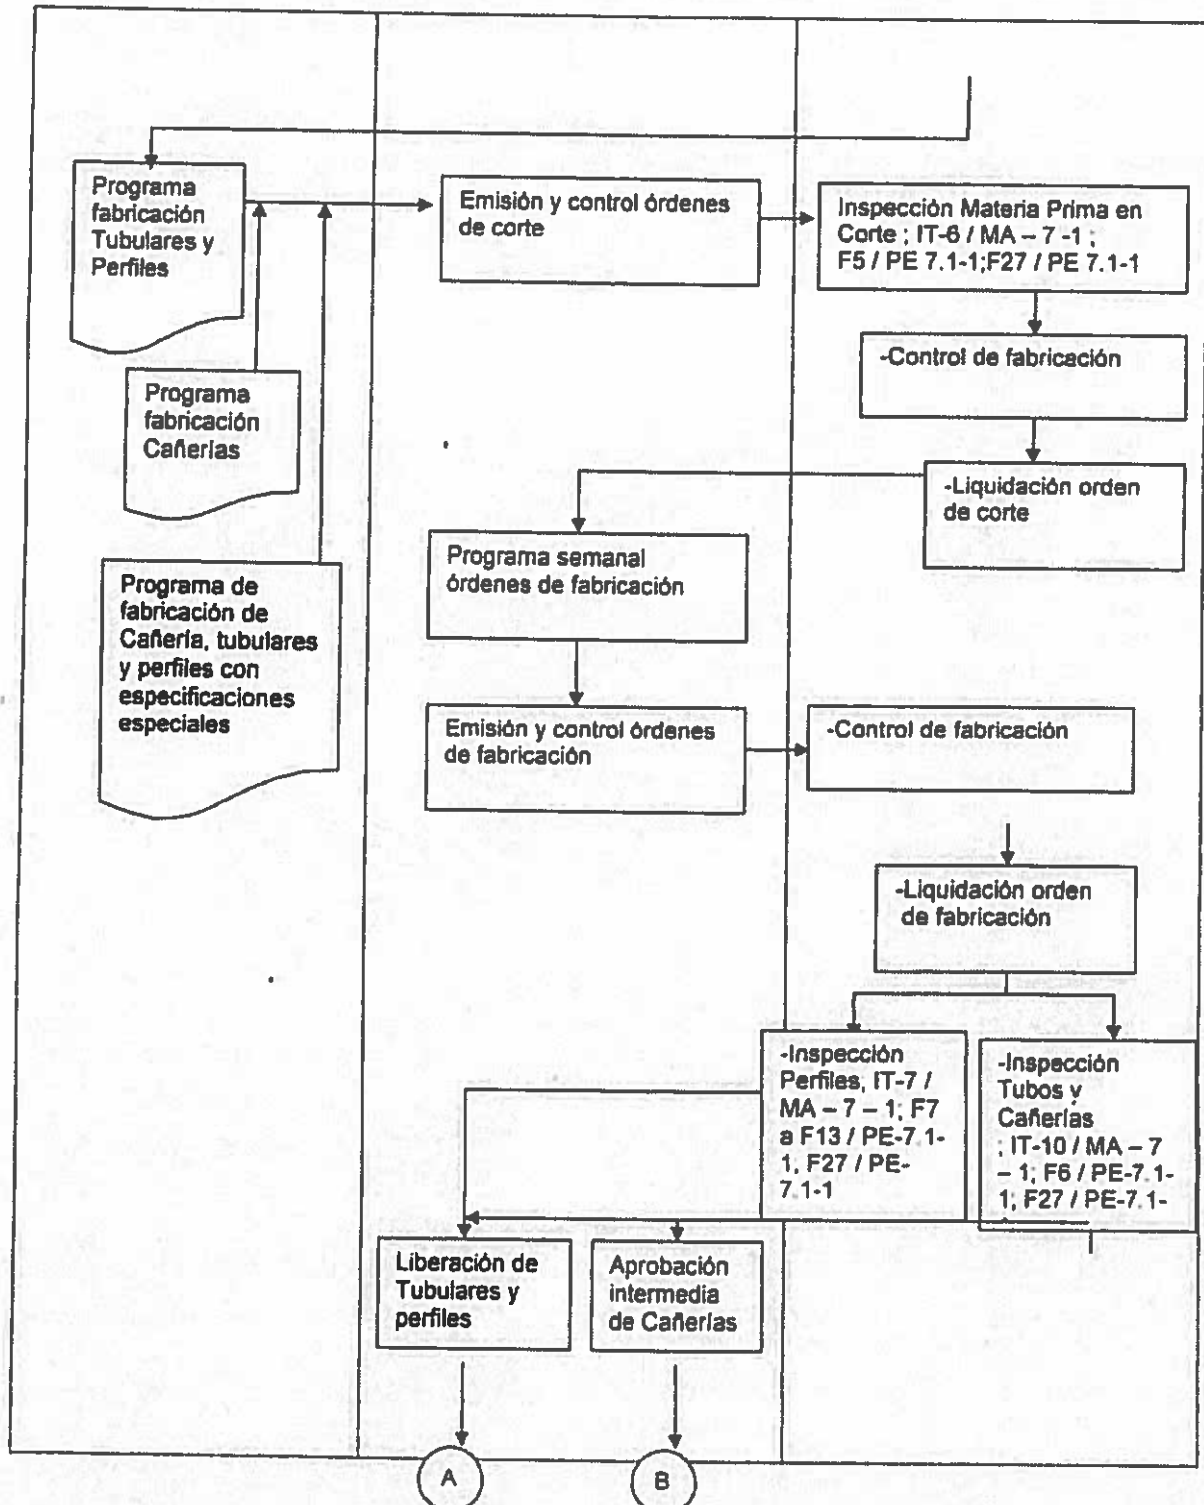 Programa
fabricación
Tubulares y
Perfiles
Emisión y control órdenes
de corte
Inspección Materia Prima en
Corte ; IT-6 / MA – 7 -1 ;
F5 / PE 7.1-1;F27 / PE 7.1-1
-Control de fabricación
Programa
fabricación
Cañerías
-Liquidación orden
de corte
Programa semanal
órdenes de fabricación
Programa de
fabricación de
Cañería, tubulares
y perfiles con
especificaciones
especiales
Emisión y control órdenes
de fabricación
-Control de fabricación
-Liquidación orden
de fabricación
-Inspección
Perfiles, IT-7 /
MA – 7 – 1; F7
a F13 / PE-7.1-
1, F27 / PE-
7.1-1
-Inspección
Tubos y
Cañerías
; IT-10 / MA – 7
– 1; F6 / PE-7.1-
1; F27 / PE-7.1-
Liberación de
Tubulares y
perfiles
Aprobación
intermedia
de Cañerías
A
B